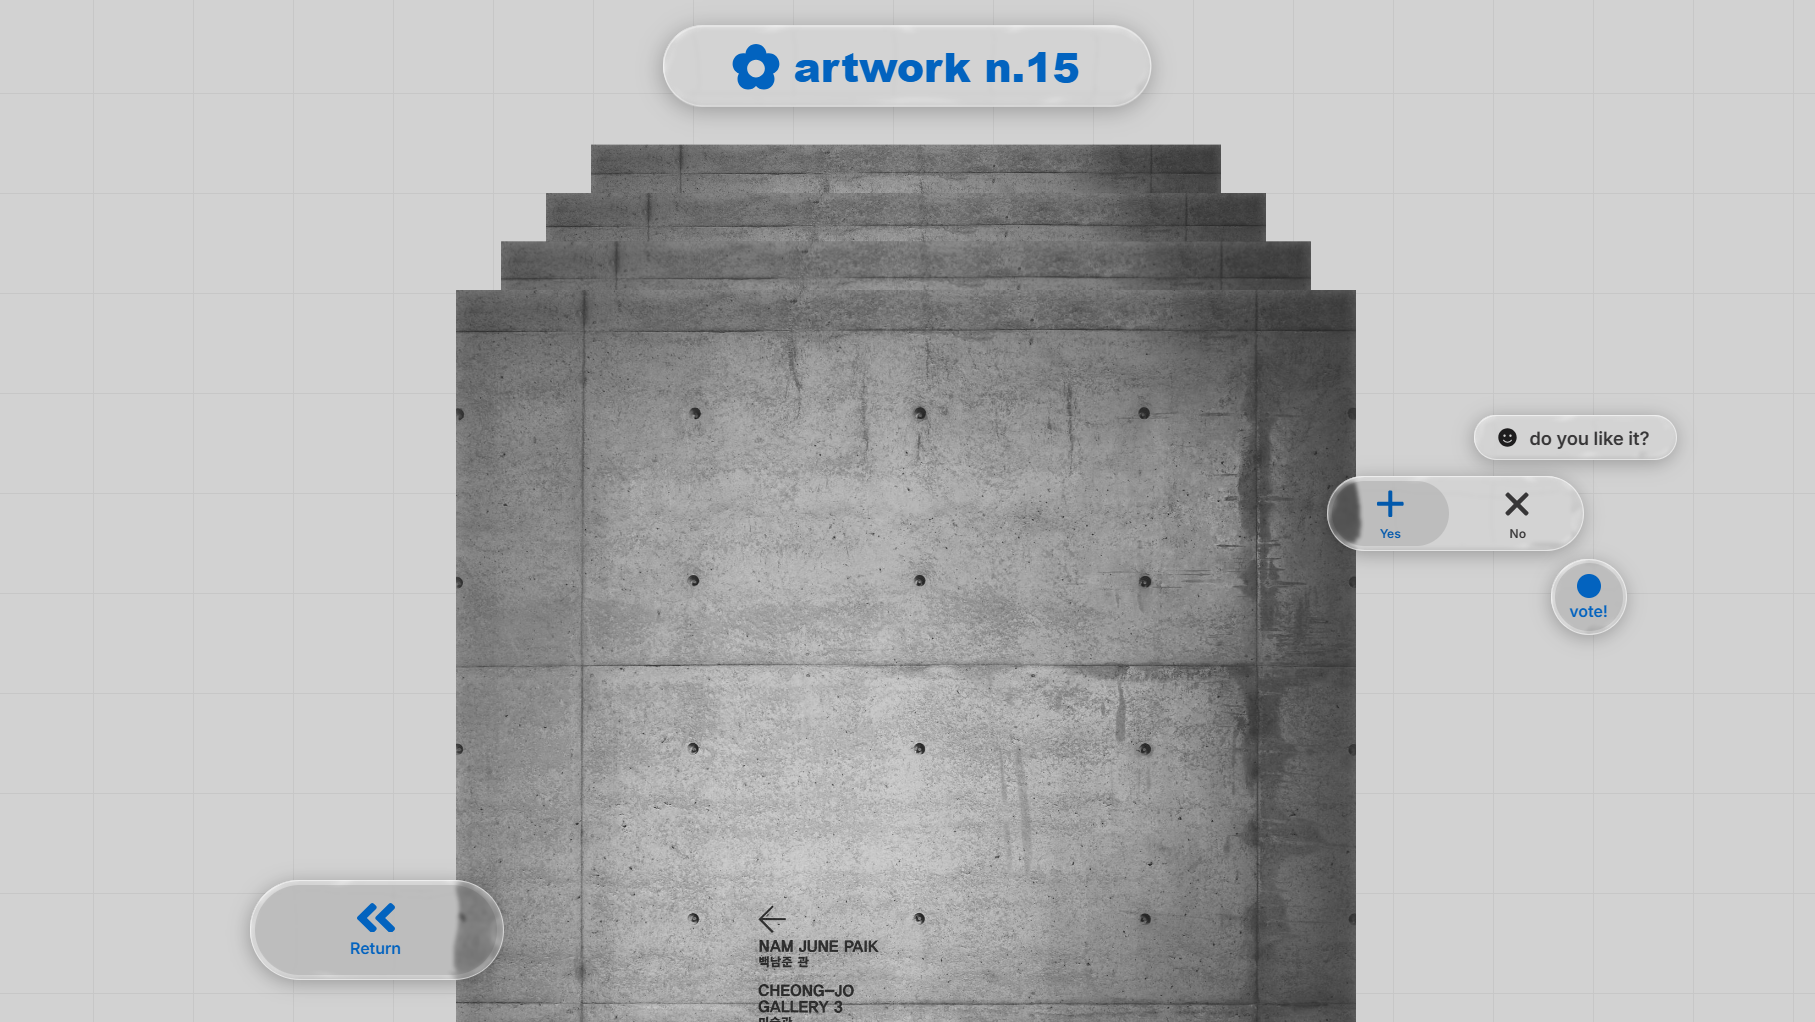 artwork n.15
do you like it?
Yes
No
vote!
NAM JUNE PAIK
백남준 관
Return
CHEONG-JO
GALLERY 3